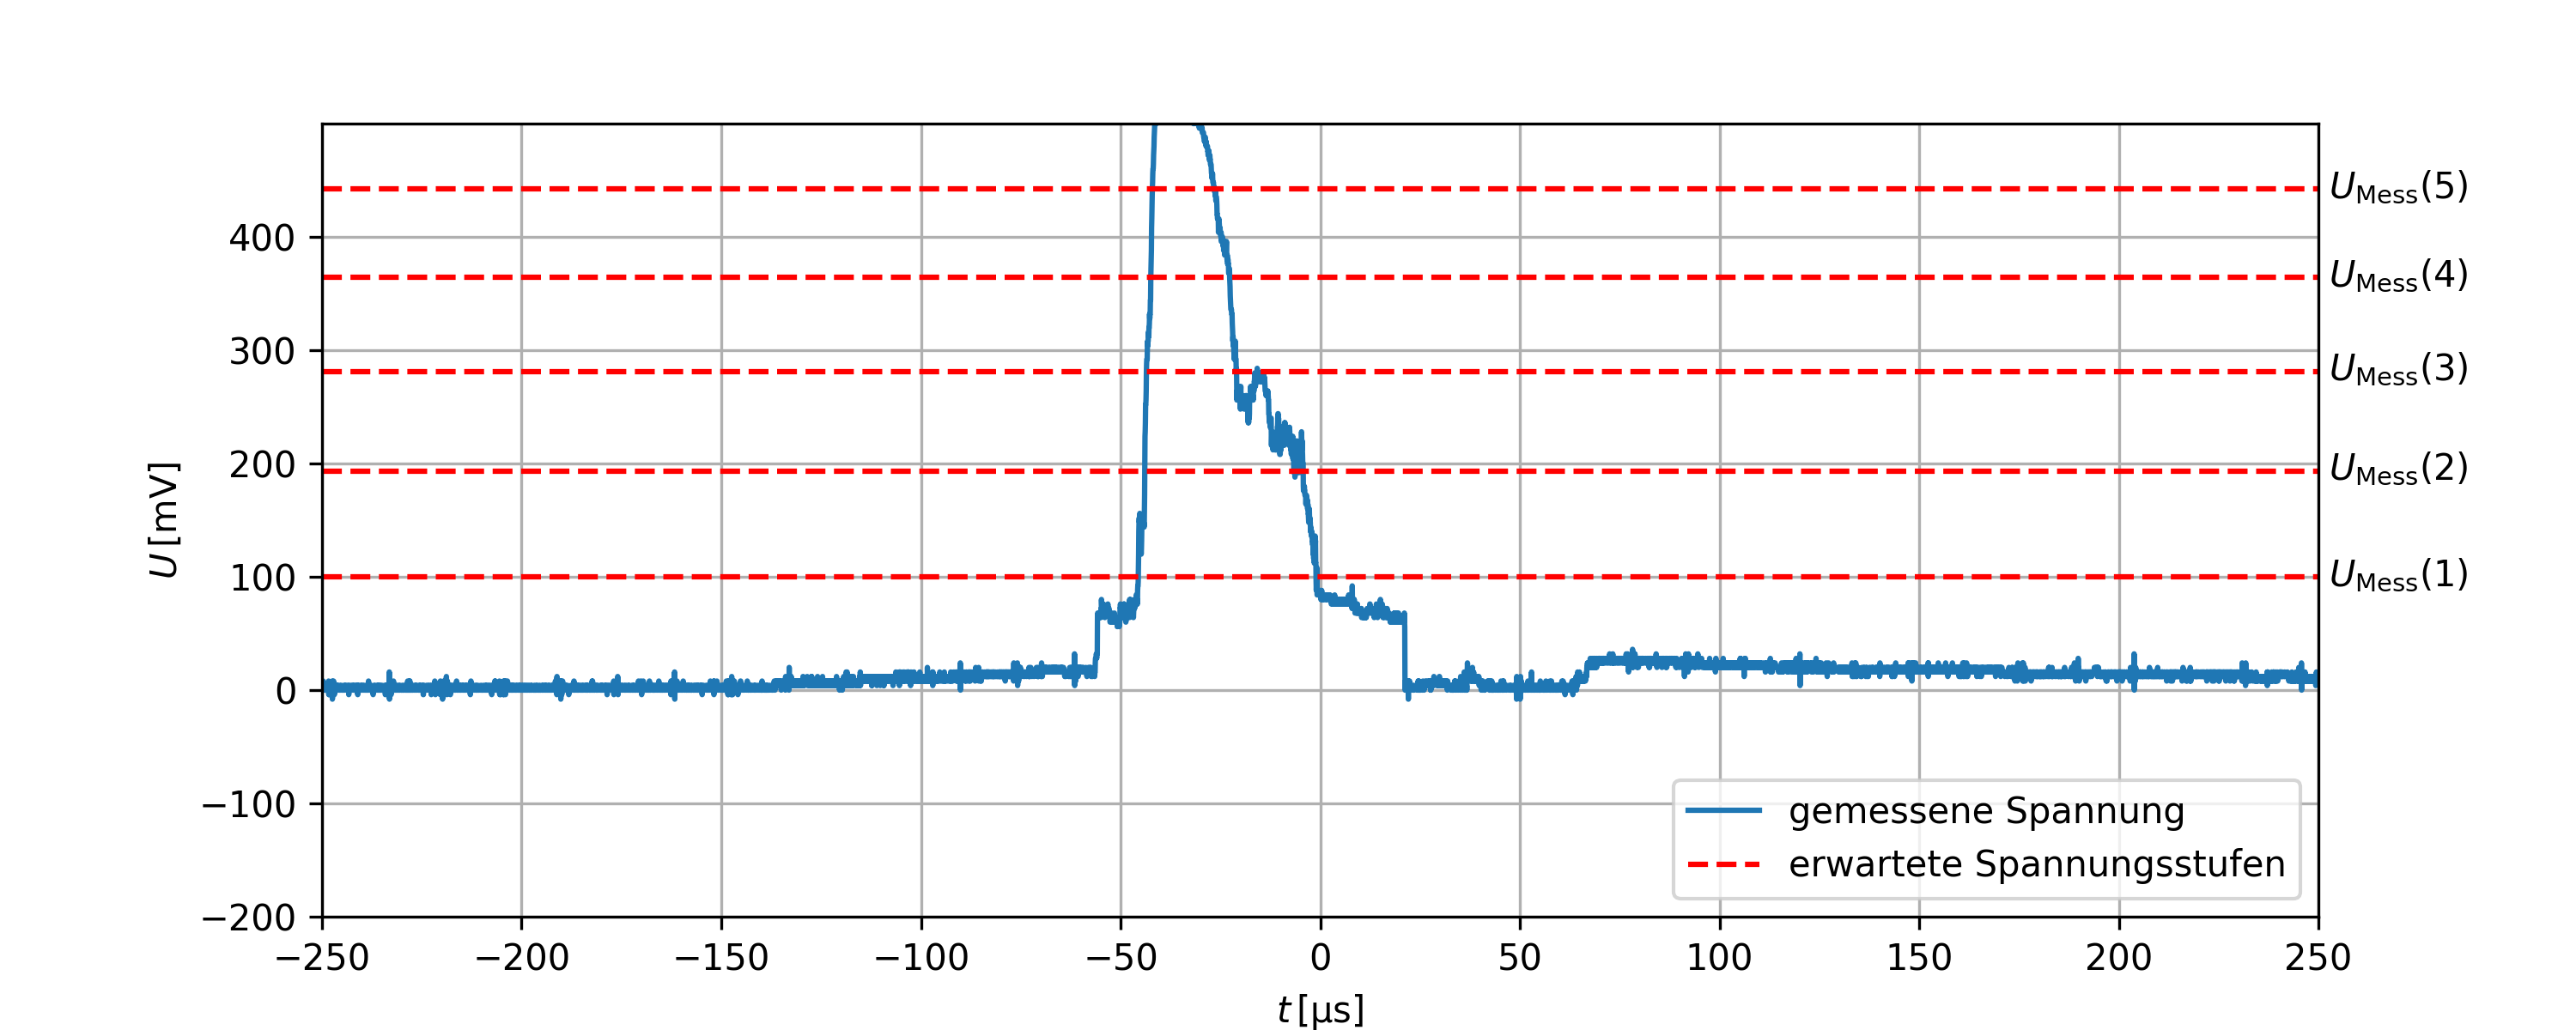 U_Mess(5)
400
U_Mess(4)
300
U_Mess(3)
200
U_Mess(2)
100
U_Mess(1)
0
−100
−200
U [mV]
gemessene Spannung
erwartete Spannungsstufen
−250 −200 −150 −100 −50 0 50 100 150 200 250
t [µs]